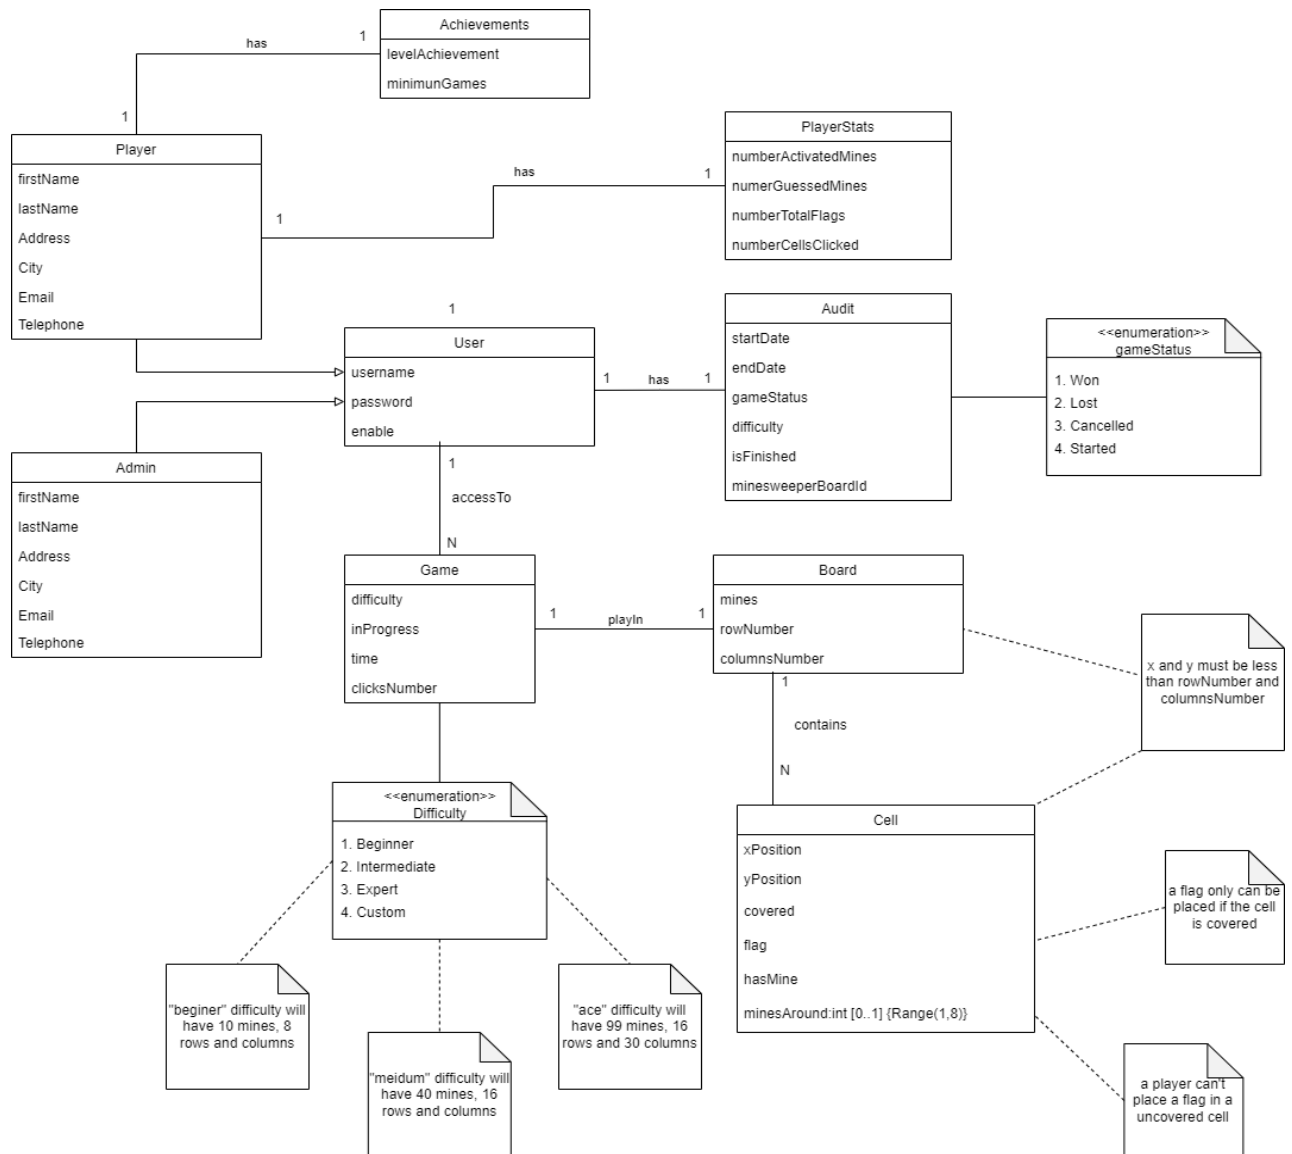 Achievements
levelAchievement
minimunGames
has
1
1
Player
firstName
lastName
Address
City
Email
Telephone
PlayerStats
numberActivatedMines
numerGuessedMines
numberTotalFlags
numberCellsClicked
has
1
1
1
User
username
password
enable
1
has
1
Audit
startDate
endDate
gameStatus
difficulty
isFinished
minesweeperBoardId
<<enumeration>>
gameStatus
1. Won
2. Lost
3. Cancelled
4. Started
Admin
firstName
lastName
Address
City
Email
Telephone
1
accessTo
N
Game
difficulty
inProgress
time
clicksNumber
1
playIn
1
Board
mines
rowNumber
columnsNumber
x and y must be less
than rowNumber and
columnsNumber
1
contains
N
<<enumeration>>
Difficulty
1. Beginner
2. Intermediate
3. Expert
4. Custom
Cell
xPosition
yPosition
covered
flag
hasMine
minesAround:int [0..1] {Range(1,8)}
a flag only can be
placed if the cell
is covered
"beginer" difficulty will
have 10 mines, 8
rows and columns
"meidum" difficulty will
have 40 mines, 16
rows and columns
"ace" difficulty will
have 99 mines, 16
rows and 30 columns
a player can't
place a flag in a
uncovered cell